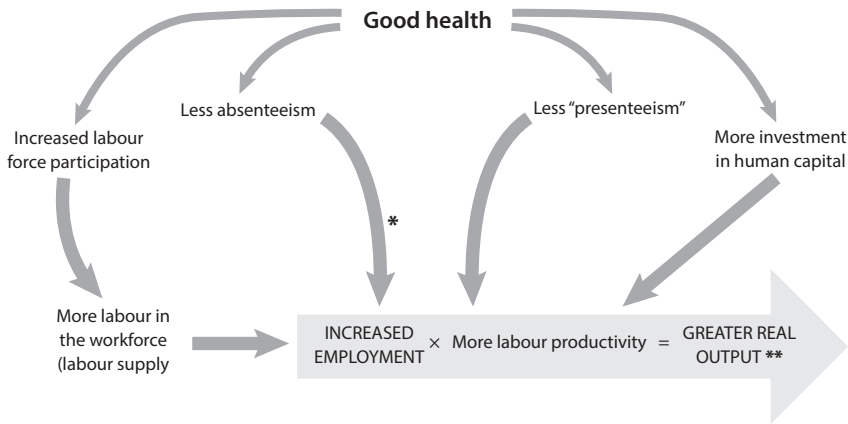 Good health
Less absenteeism
Less “presenteeism”
Increased labour
force participation
More investment
in human capital
*
More labour in
the workforce
(labour supply
INCREASED
EMPLOYMENT
× More labour productivity =
GREATER REAL
OUTPUT **